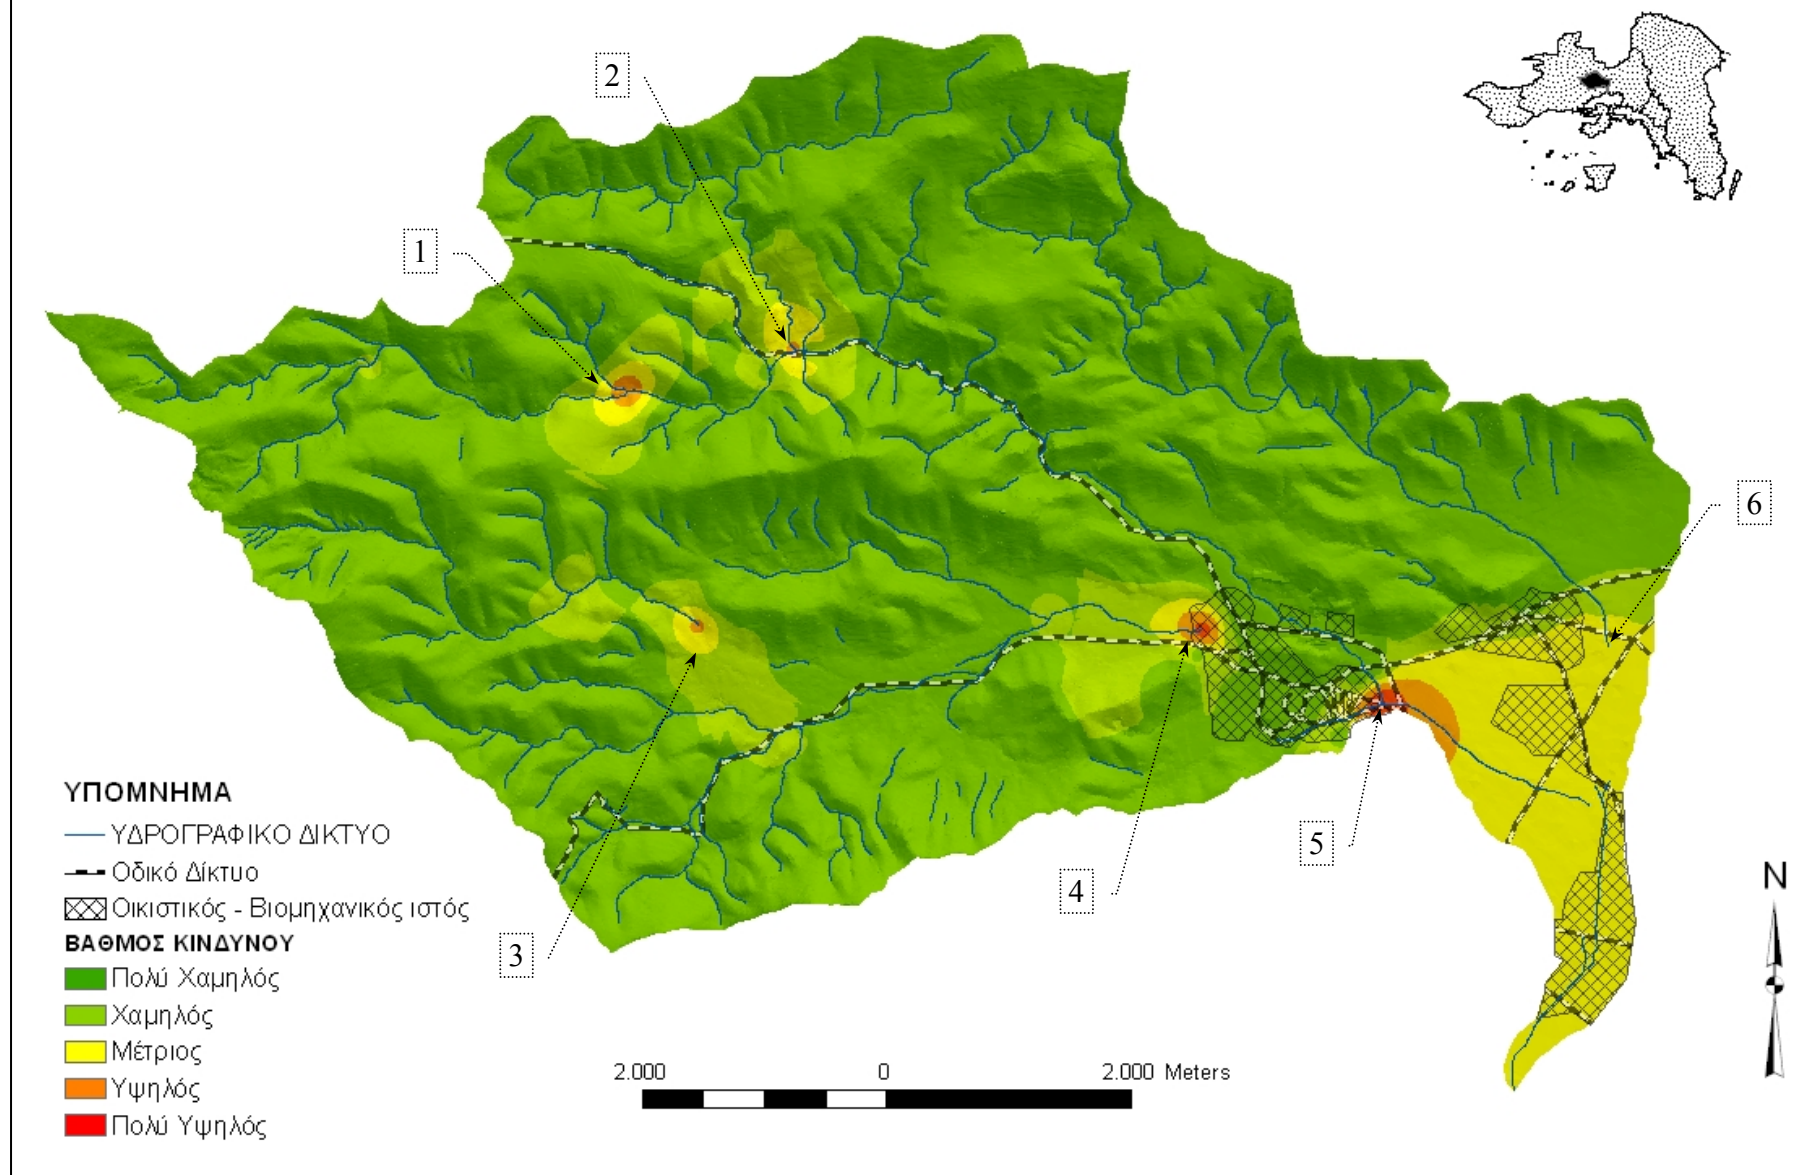 2
1
6
5
4
3
ΥΠΟΜΝΗΜΑ
ΥΔΡΟΓΡΑΦΙΚΟ ΔΙΚΤΥΟ
Οδικό Δίκτυο
Οικιστικός - Βιομηχανικός ιστός
ΒΑΘΜΟΣ ΚΙΝΔΥΝΟΥ
Πολύ Χαμηλός
Χαμηλός
Μέτριος
Υψηλός
Πολύ Υψηλός
2.000 0 2.000 Meters
N